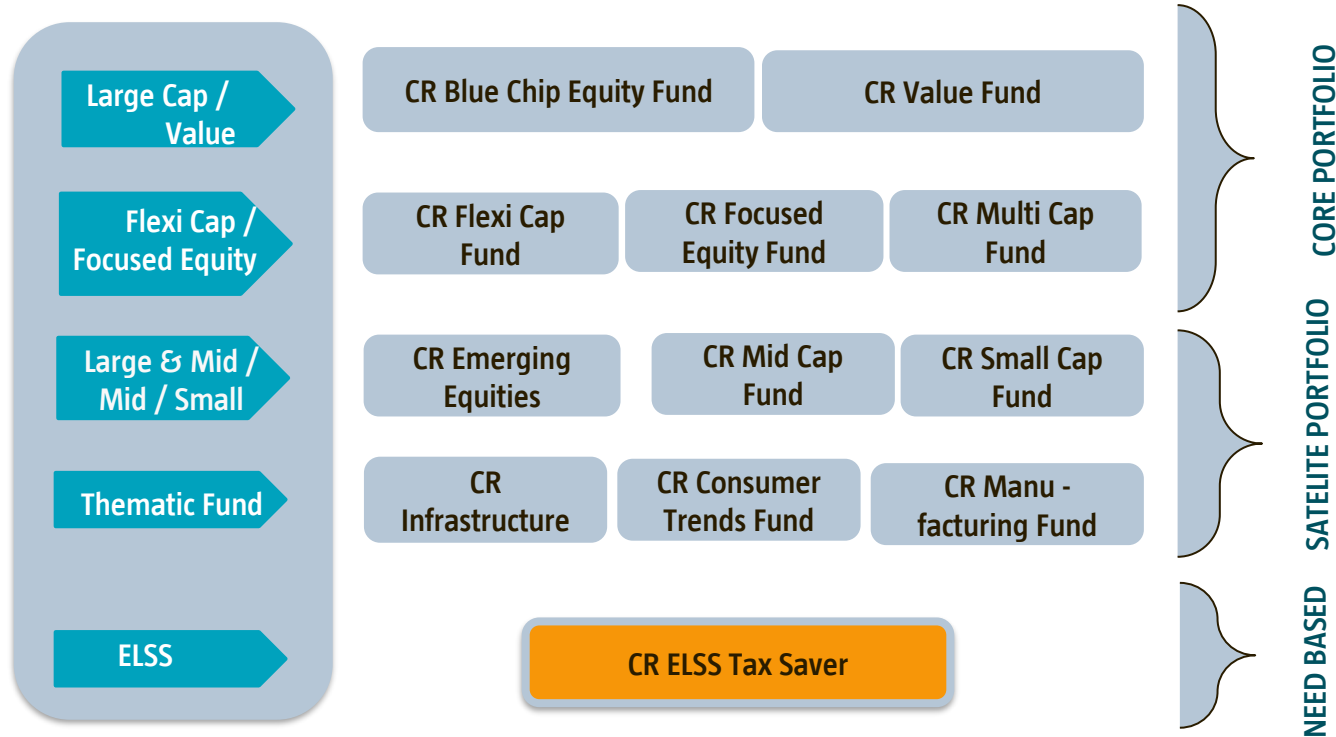 Large Cap /
Value
CR Blue Chip Equity Fund
CR Value Fund
CORE PORTFOLIO
Flexi Cap /
Focused Equity
CR Flexi Cap
Fund
CR Focused
Equity Fund
CR Multi Cap
Fund
Large & Mid /
Mid / Small
CR Emerging
Equities
CR Mid Cap
Fund
CR Small Cap
Fund
SATELITE PORTFOLIO
Thematic Fund
CR
Infrastructure
CR Consumer
Trends Fund
CR Manu -
facturing Fund
ELSS
CR ELSS Tax Saver
NEED BASED